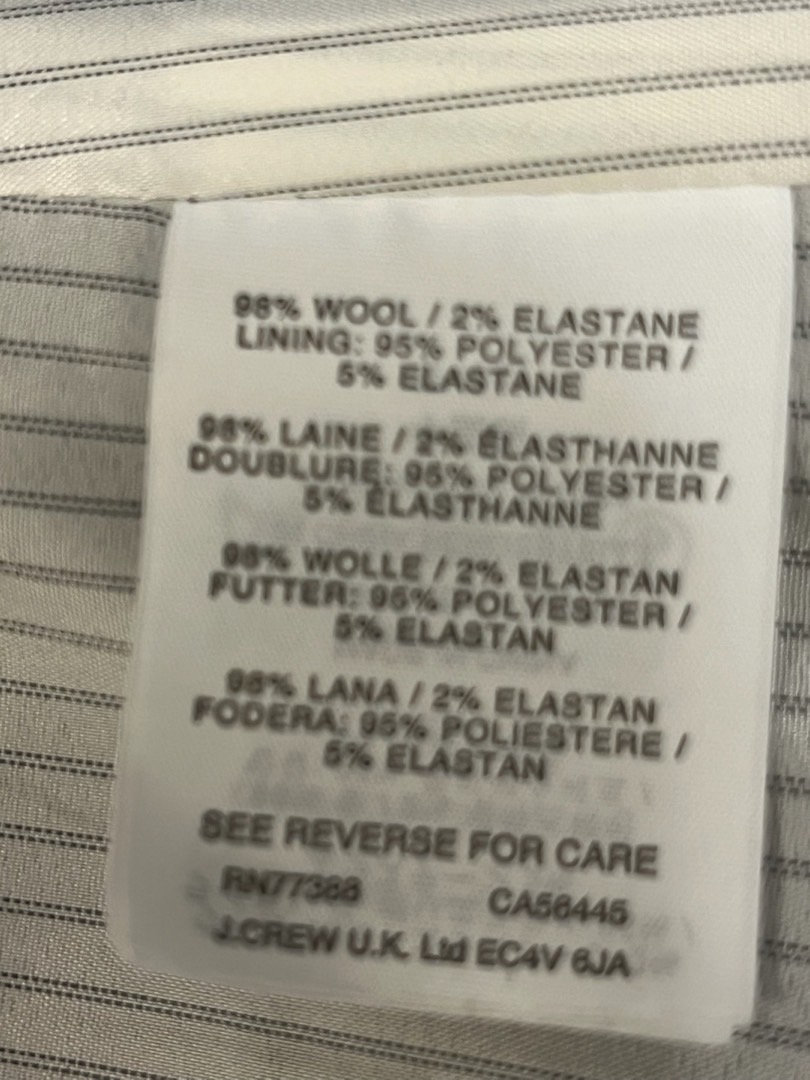 98% WOOL / 2% ELASTANE
LINING: 95% POLYESTER /
5% ELASTANE
98% LAINE / 2% ÉLASTHANNE
DOUBLURE: 95% POLYESTER /
5% ÉLASTHANNE
98% WOLLE / 2% ELASTAN
FUTTER: 95% POLYESTER /
5% ELASTAN
98% LANA / 2% ELASTAN
FODERA: 95% POLIESTERE /
5% ELASTAN
SEE REVERSE FOR CARE
RN77388 CA56445
J.CREW U.K. Ltd EC4V 6JA